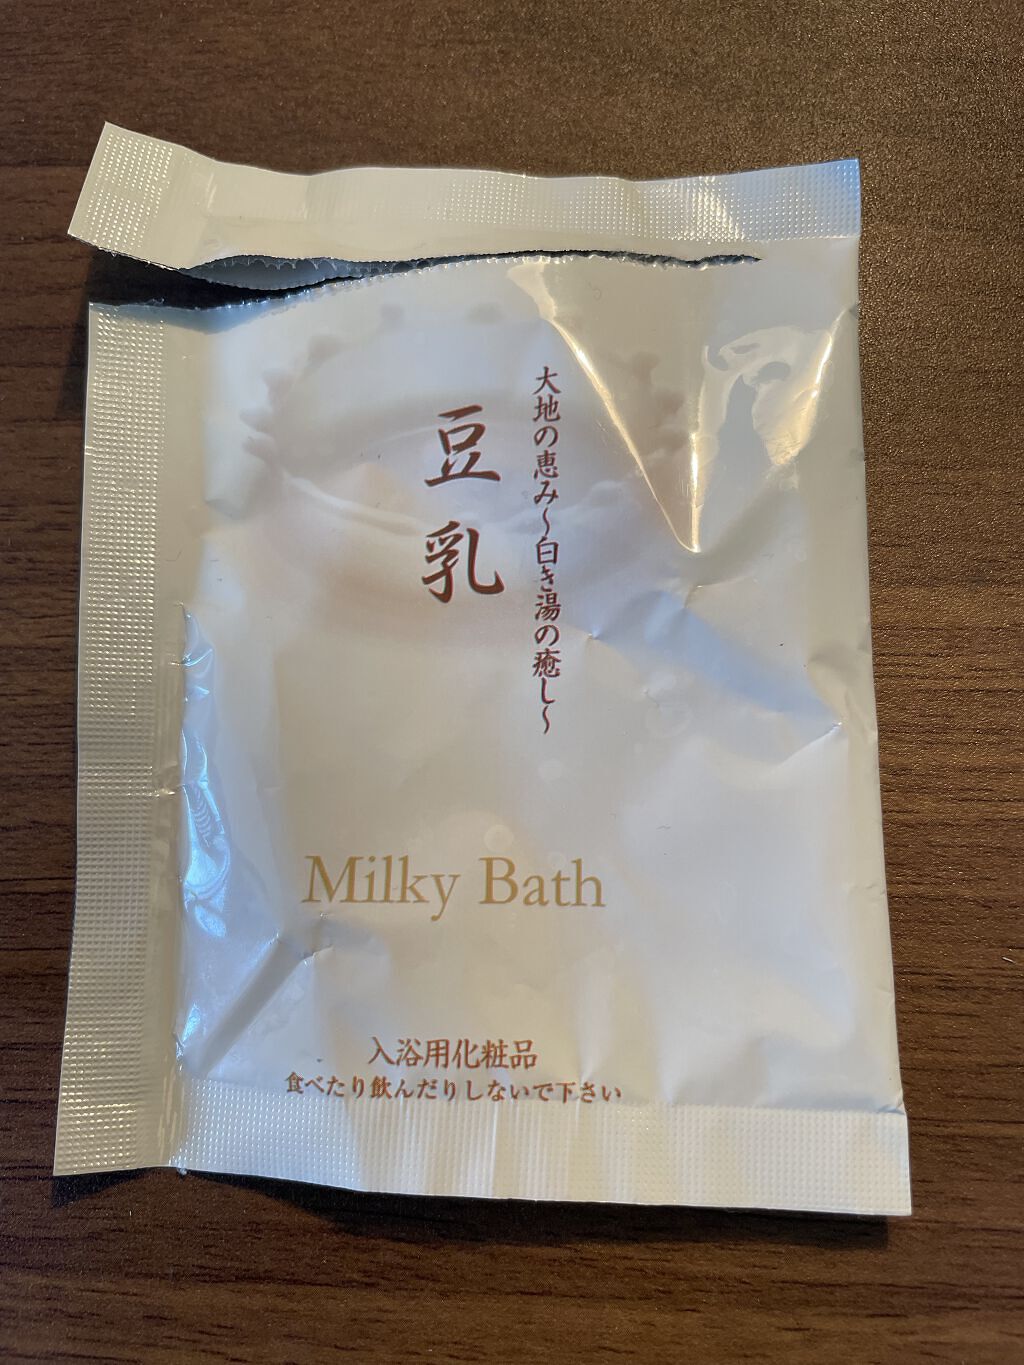 大地の恵み～白き湯の癒し～
豆乳
Milky Bath
入浴用化粧品
食べたり飲んだりしないで下さい